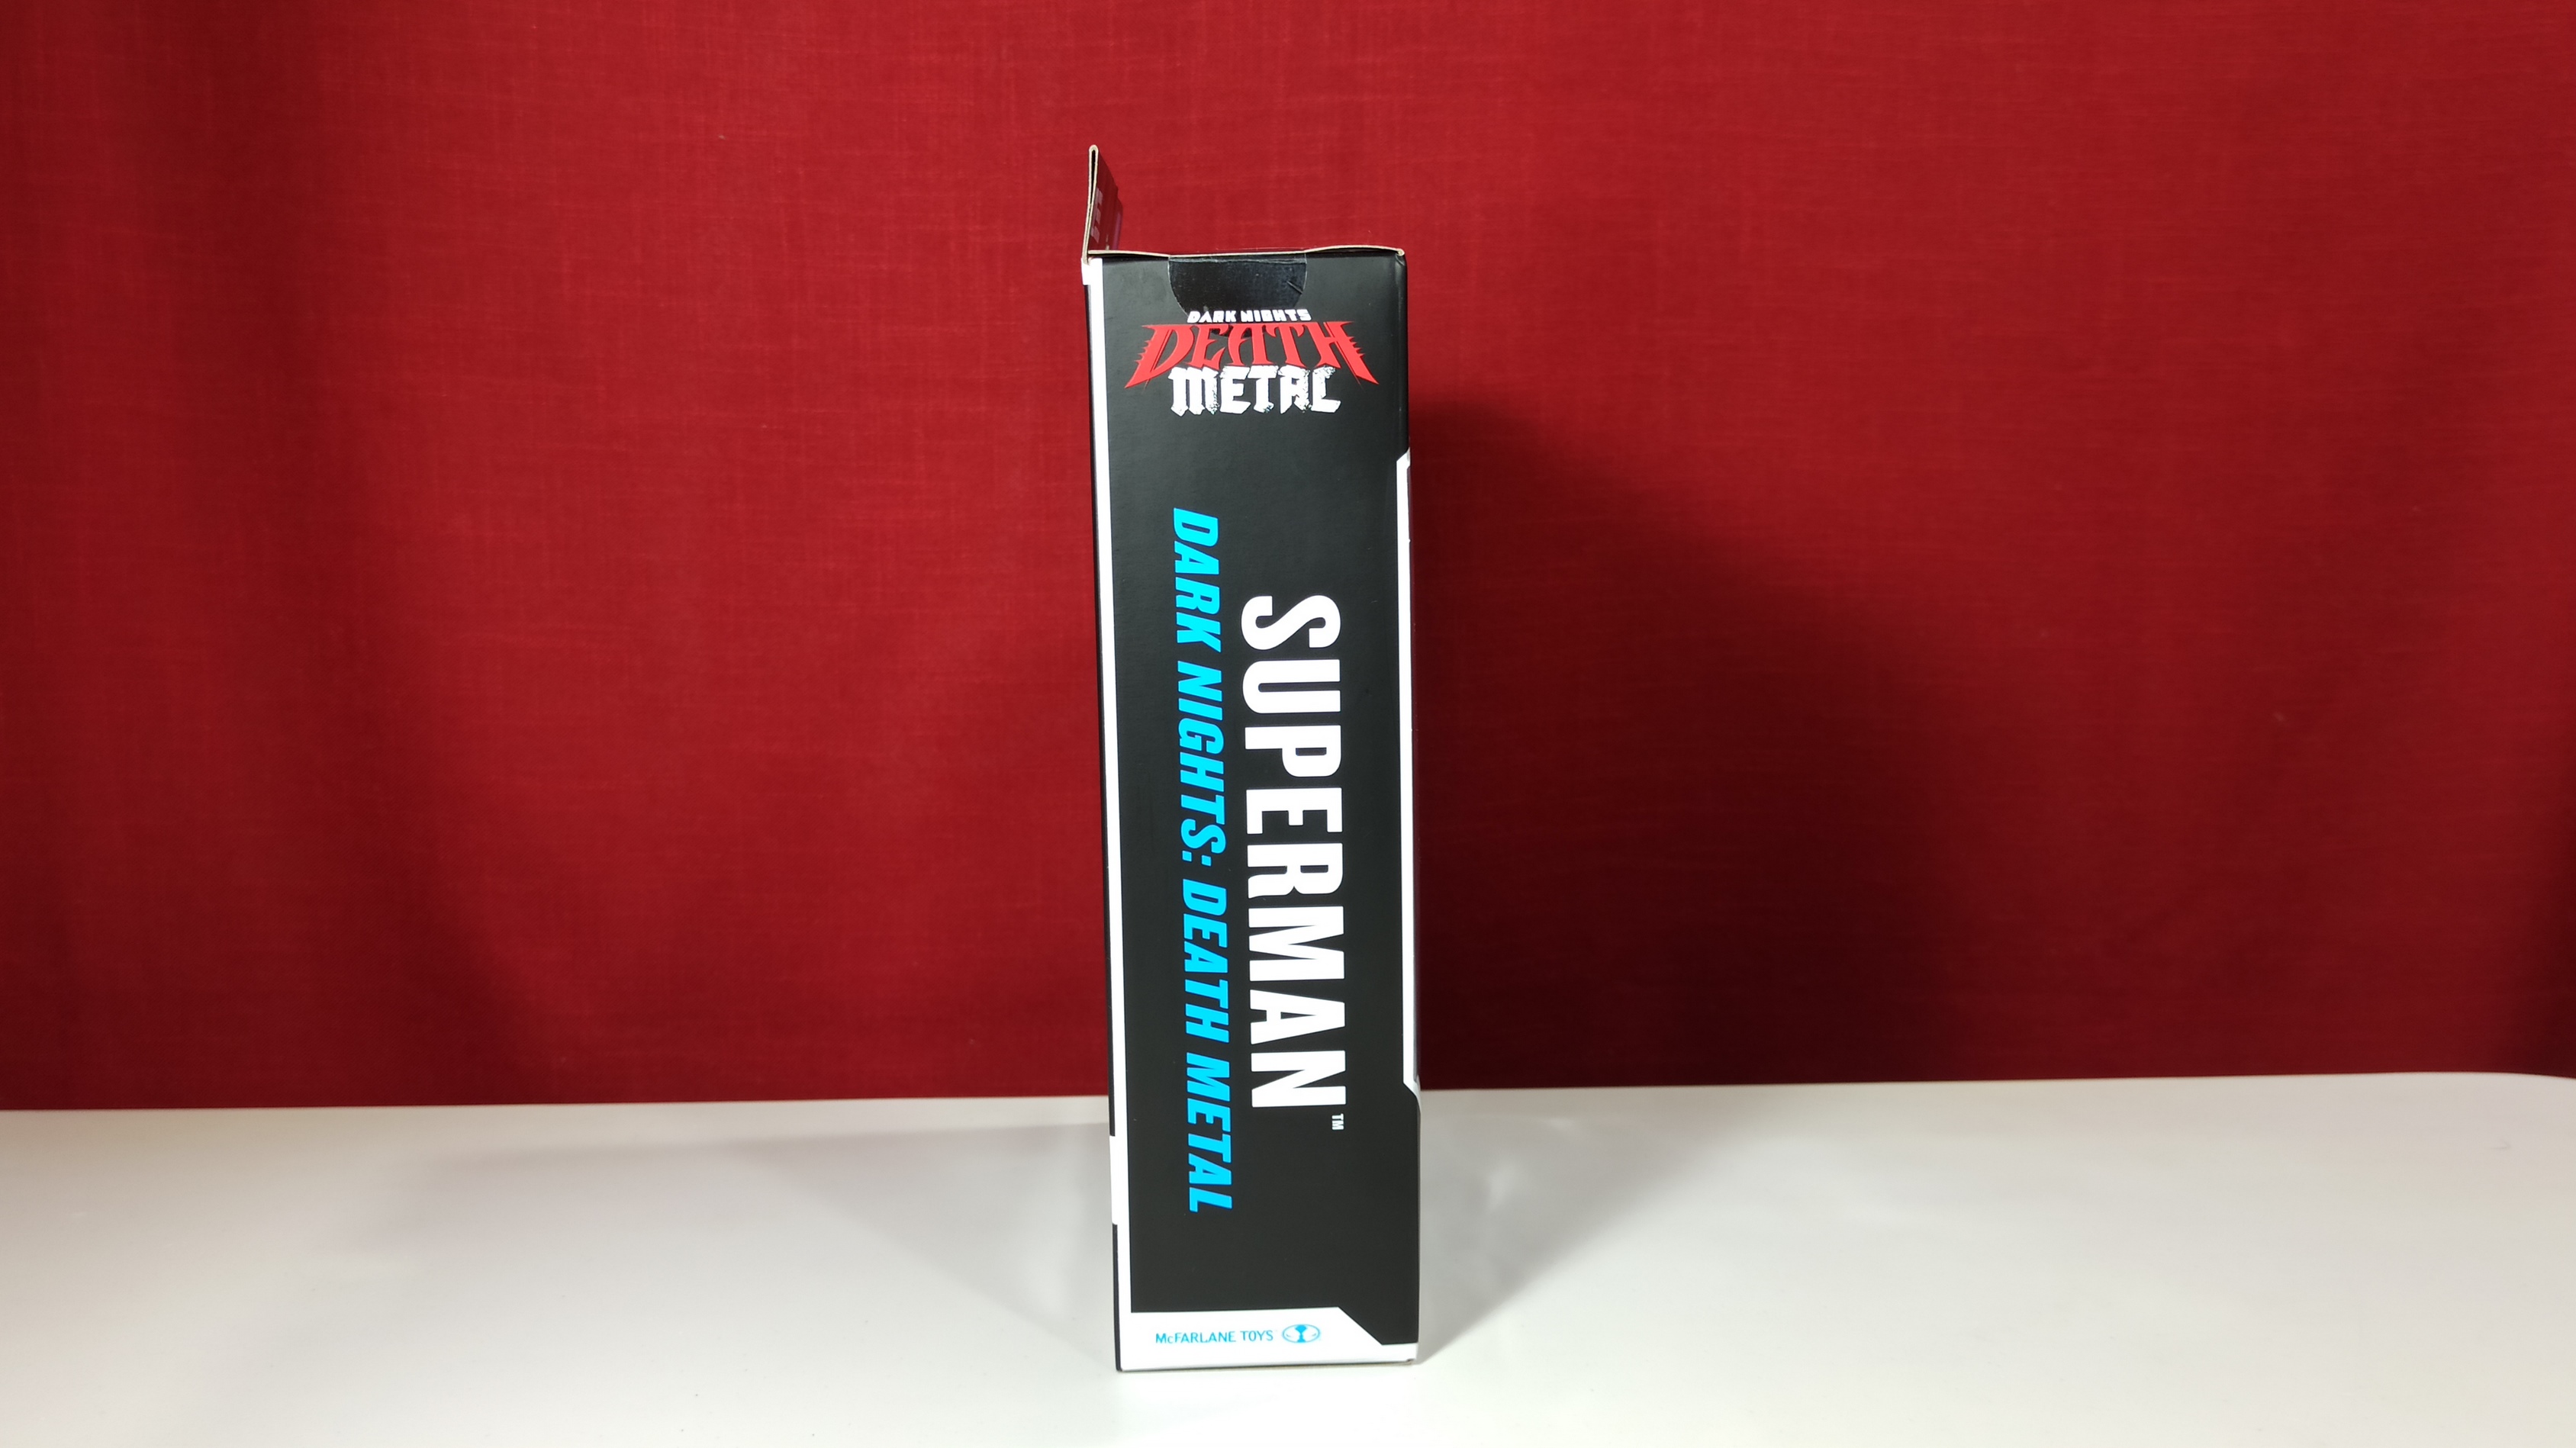 DARK NIGHTS
DEATH
METAL
SUPERMAN™
DARK NIGHTS: DEATH METAL
McFARLANE TOYS